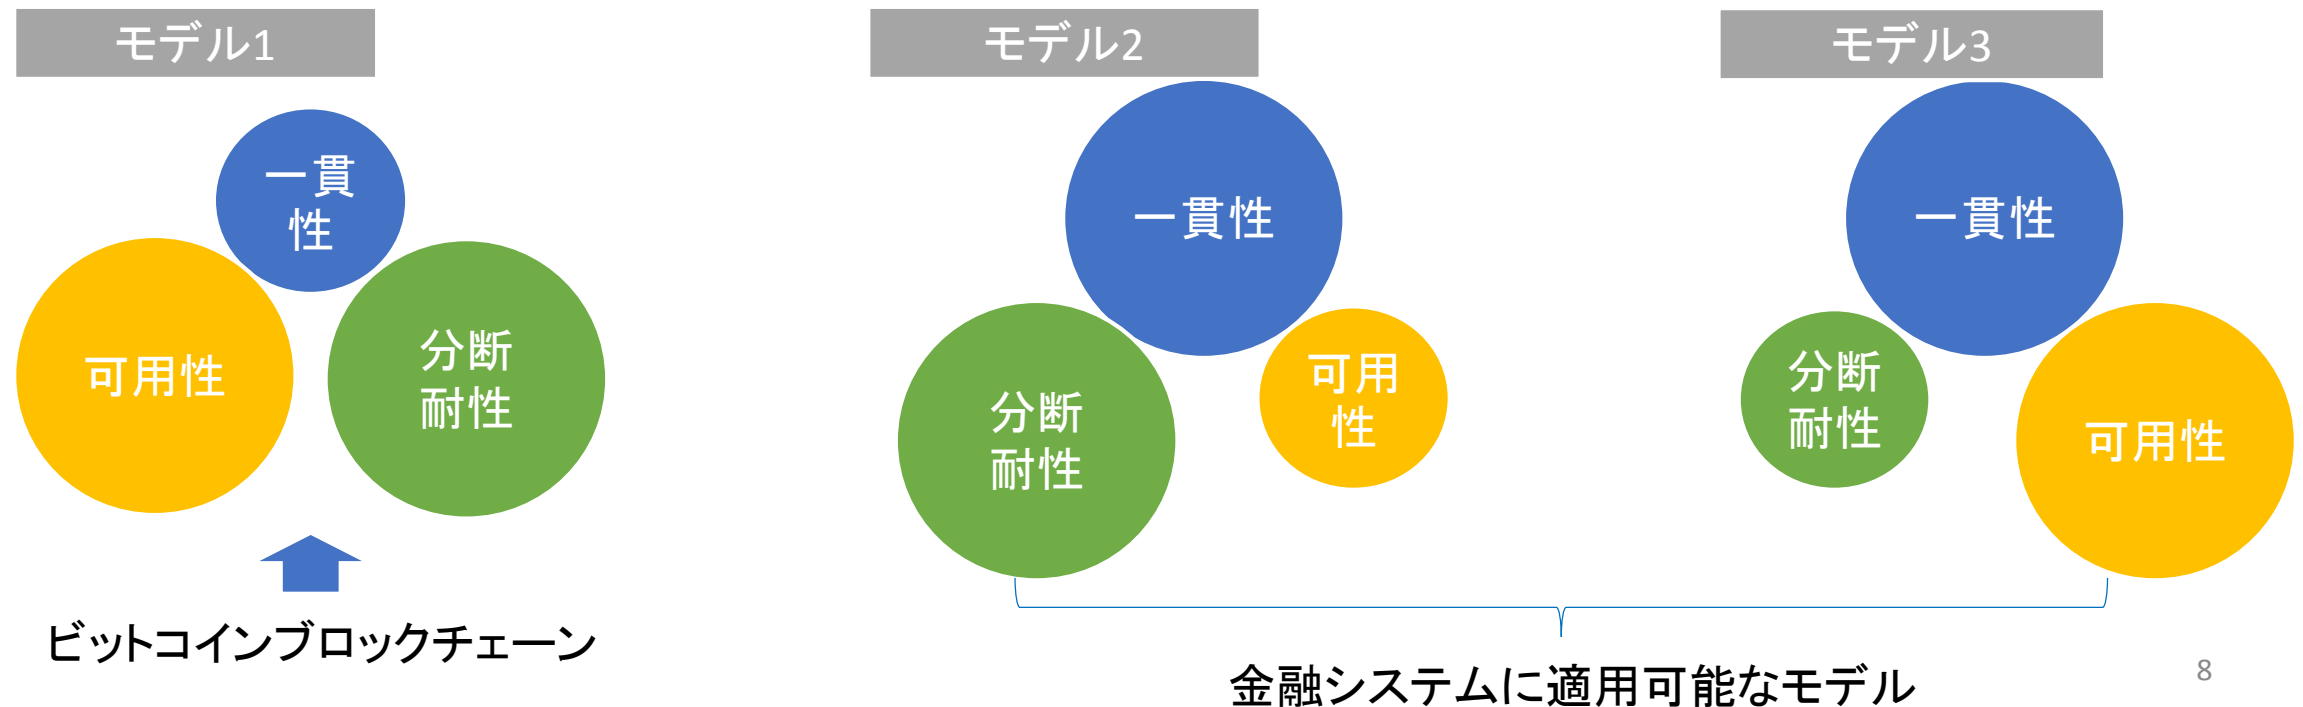 モデル1
一貫
性
可用性
分断
耐性
ビットコインブロックチェーン
モデル2
一貫性
分断
耐性
可用
性
モデル3
一貫性
分断
耐性
可用性
金融システムに適用可能なモデル
8